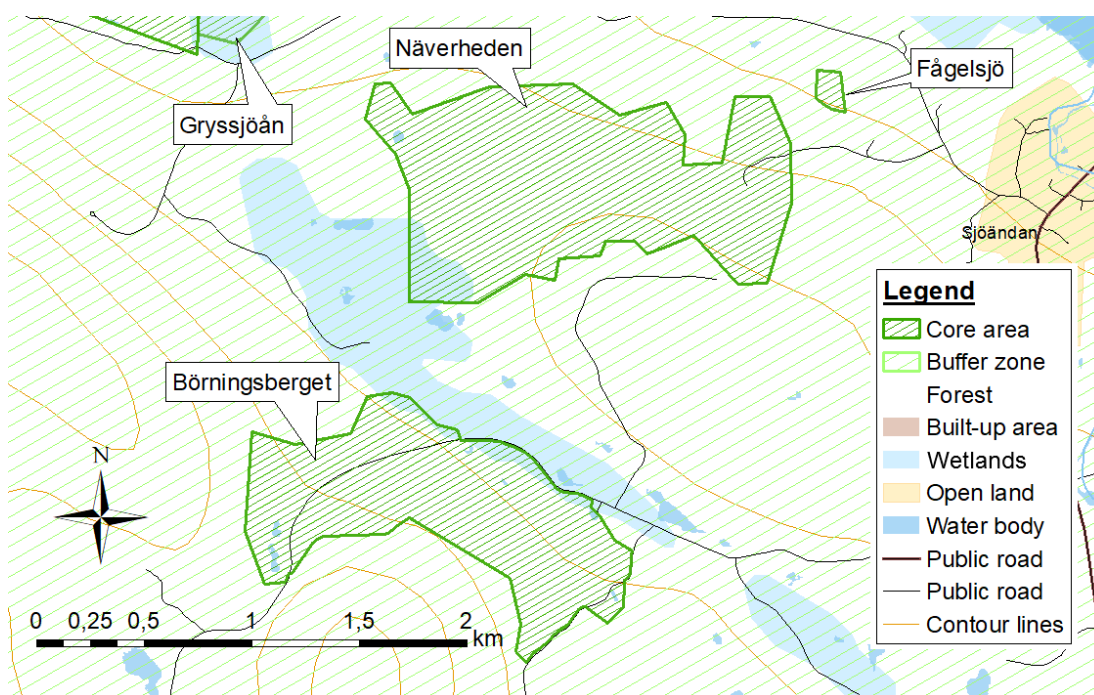 Näverheden
Fågelsjö
Gryssjöån
Sjöändan
Börningsberget
N
0 0,25 0,5 1 1,5 2
km
Legend
Core area
Buffer zone
Forest
Built-up area
Wetlands
Open land
Water body
Public road
Public road
Contour lines